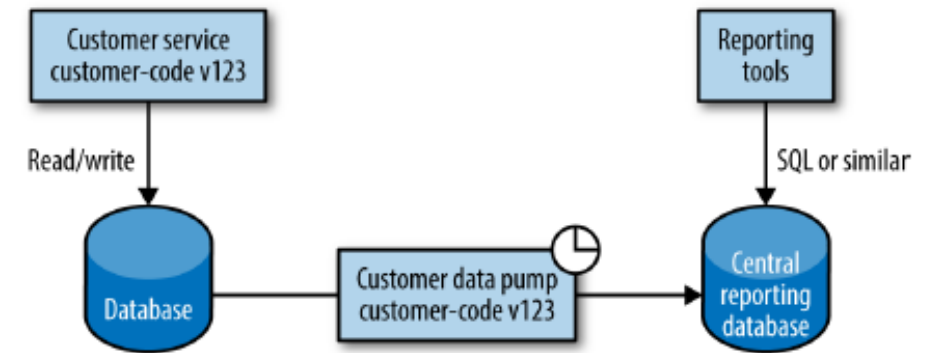 Customer service
customer-code v123
Reporting
tools
Read/write
SQL or similar
Database
Customer data pump
customer-code v123
Central
reporting
database